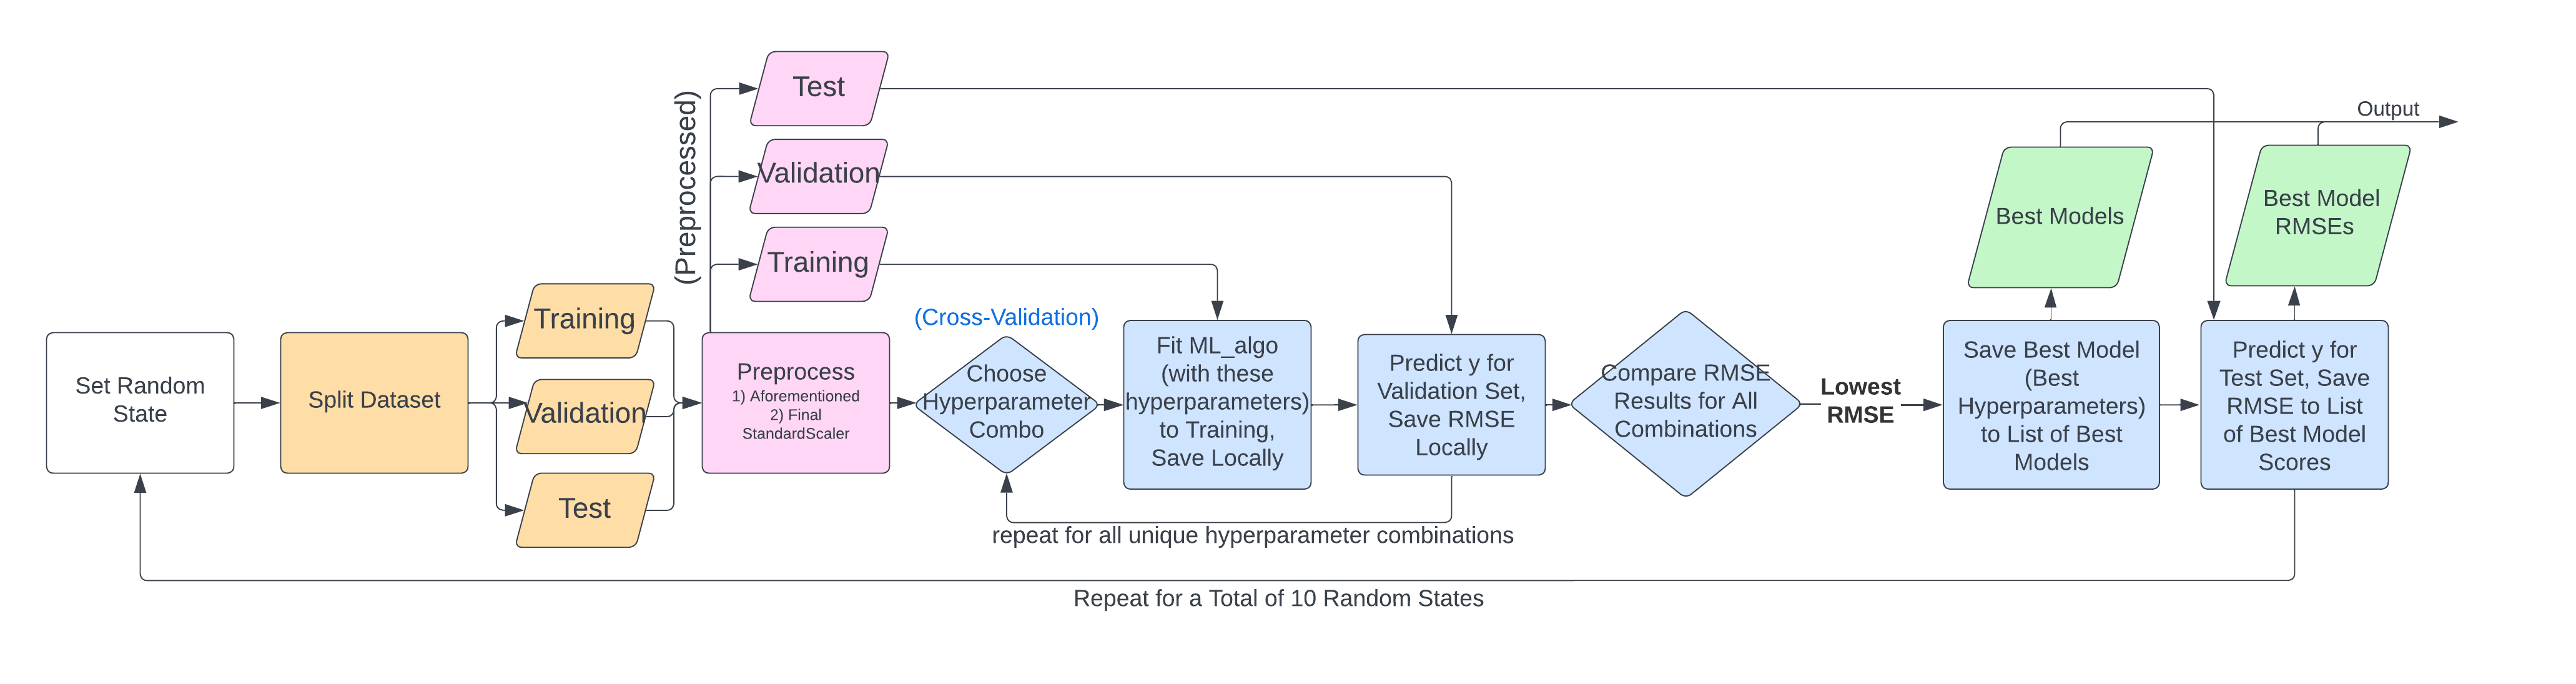 Test
(Preprocessed)
Validation
Training
Output
Best Models
Best Model
RMSEs
Set Random
State
Split Dataset
Training
Validation
Test
Preprocess
1) Aforementioned
2) Final
StandardScaler
(Cross-Validation)
Choose
Hyperparameter
Combo
Fit ML_algo
(with these
hyperparameters)
to Training,
Save Locally
Predict y for
Validation Set,
Save RMSE
Locally
Compare RMSE
Results for All
Combinations
Lowest
RMSE
Save Best Model
(Best
Hyperparameters)
to List of Best
Models
Predict y for
Test Set, Save
RMSE to List
of Best Model
Scores
repeat for all unique hyperparameter combinations
Repeat for a Total of 10 Random States